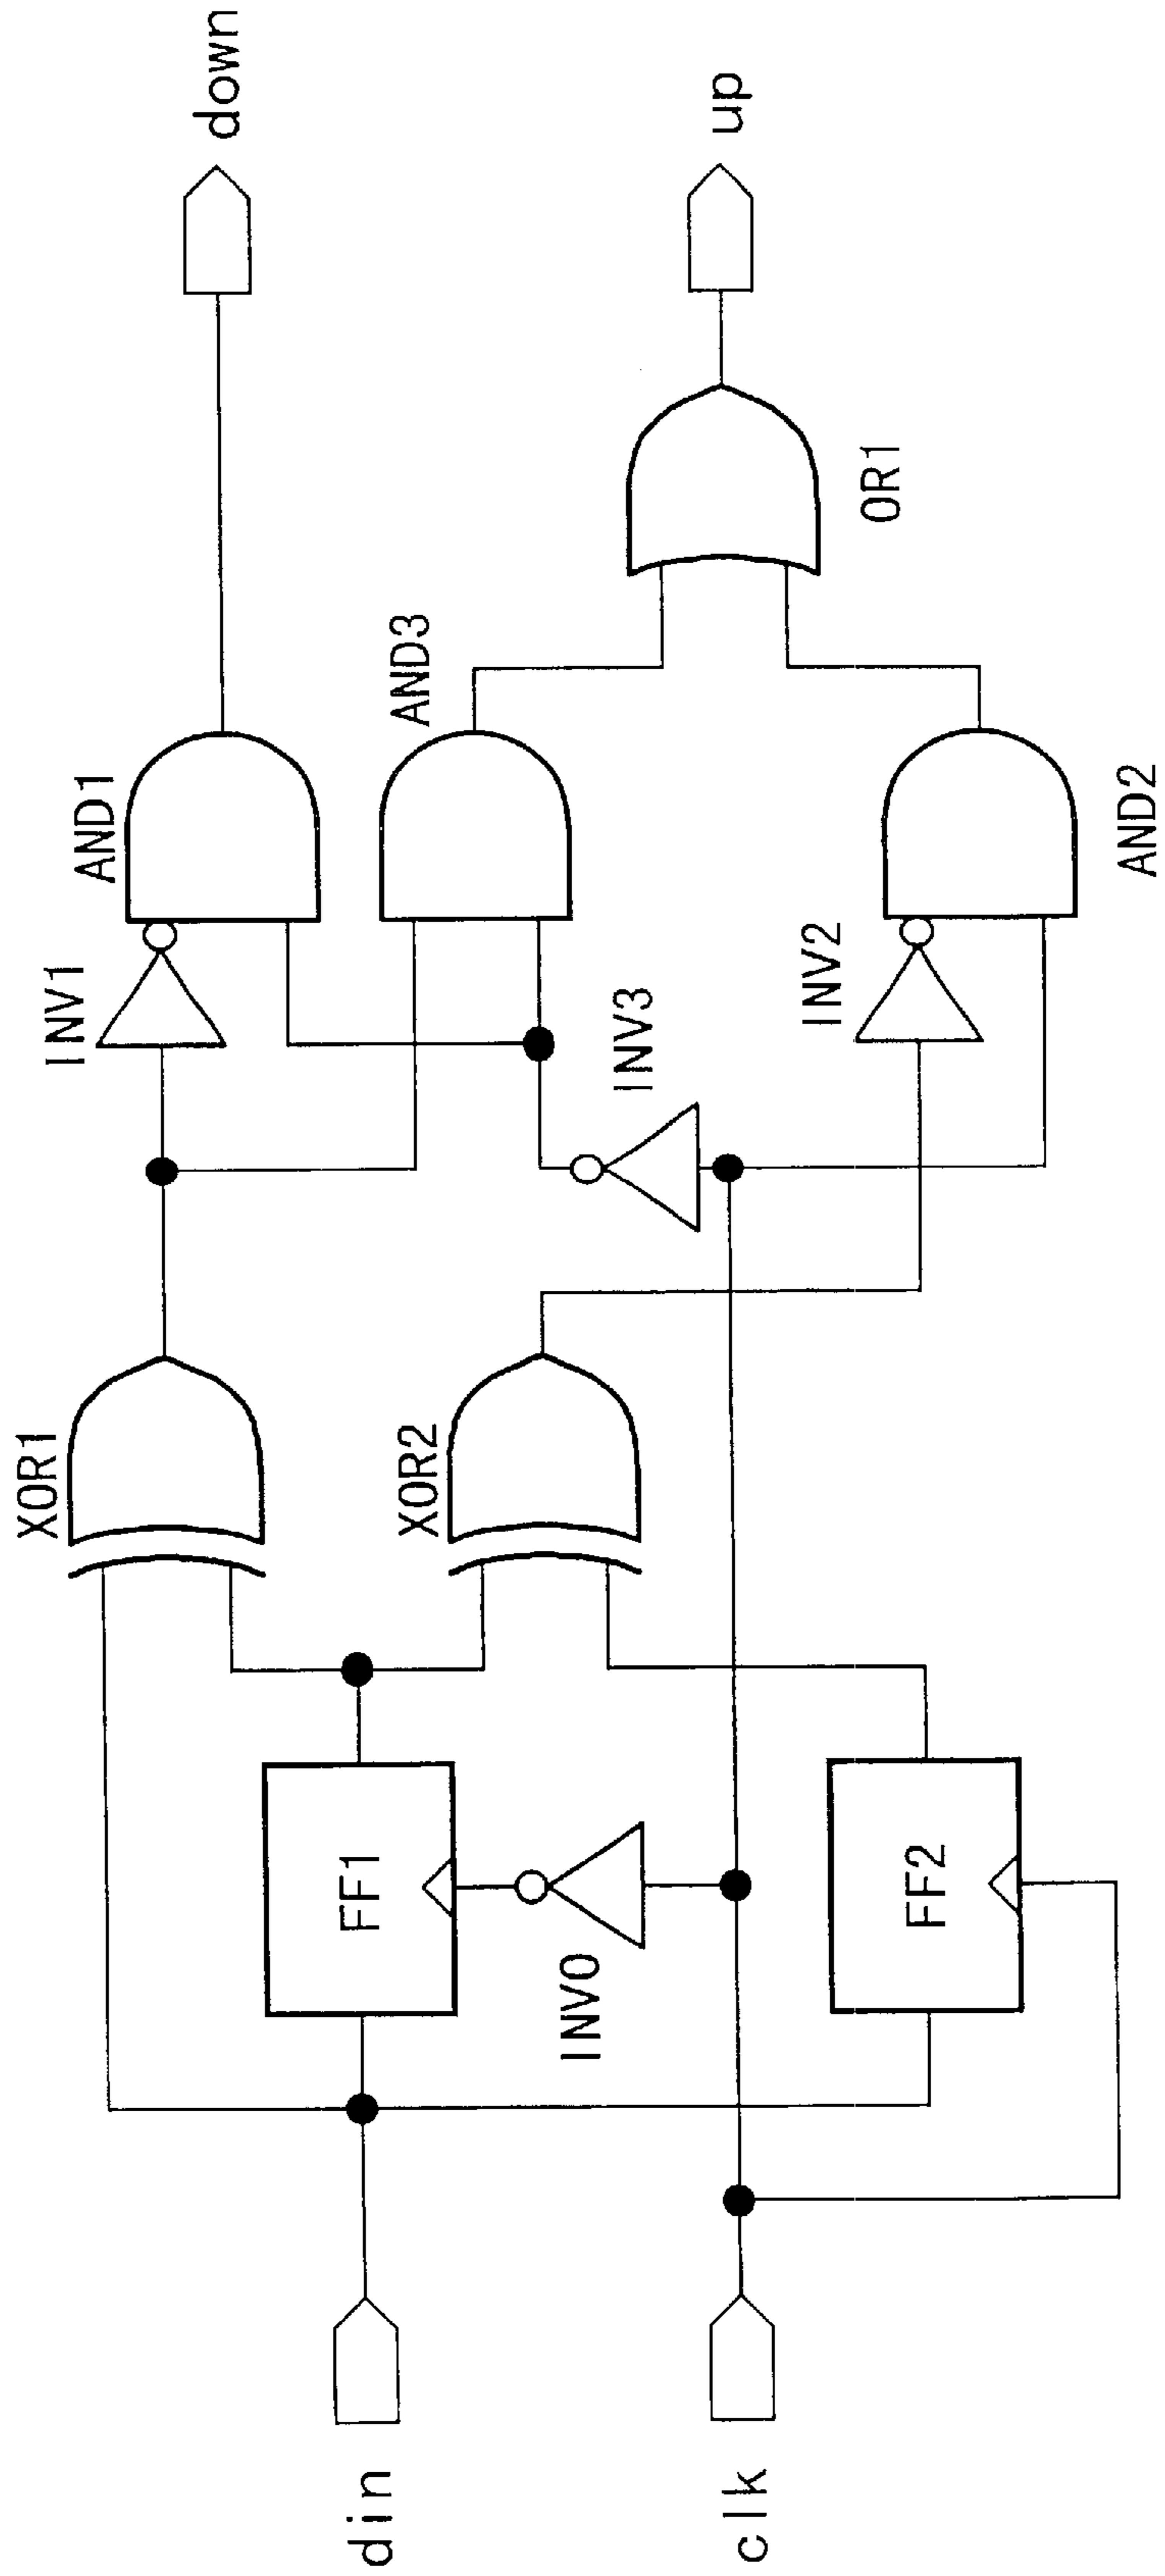 din
clk
FF1
INV0
FF2
XOR1
XOR2
INV1
INV3
INV2
AND1
AND3
AND2
OR1
down
up